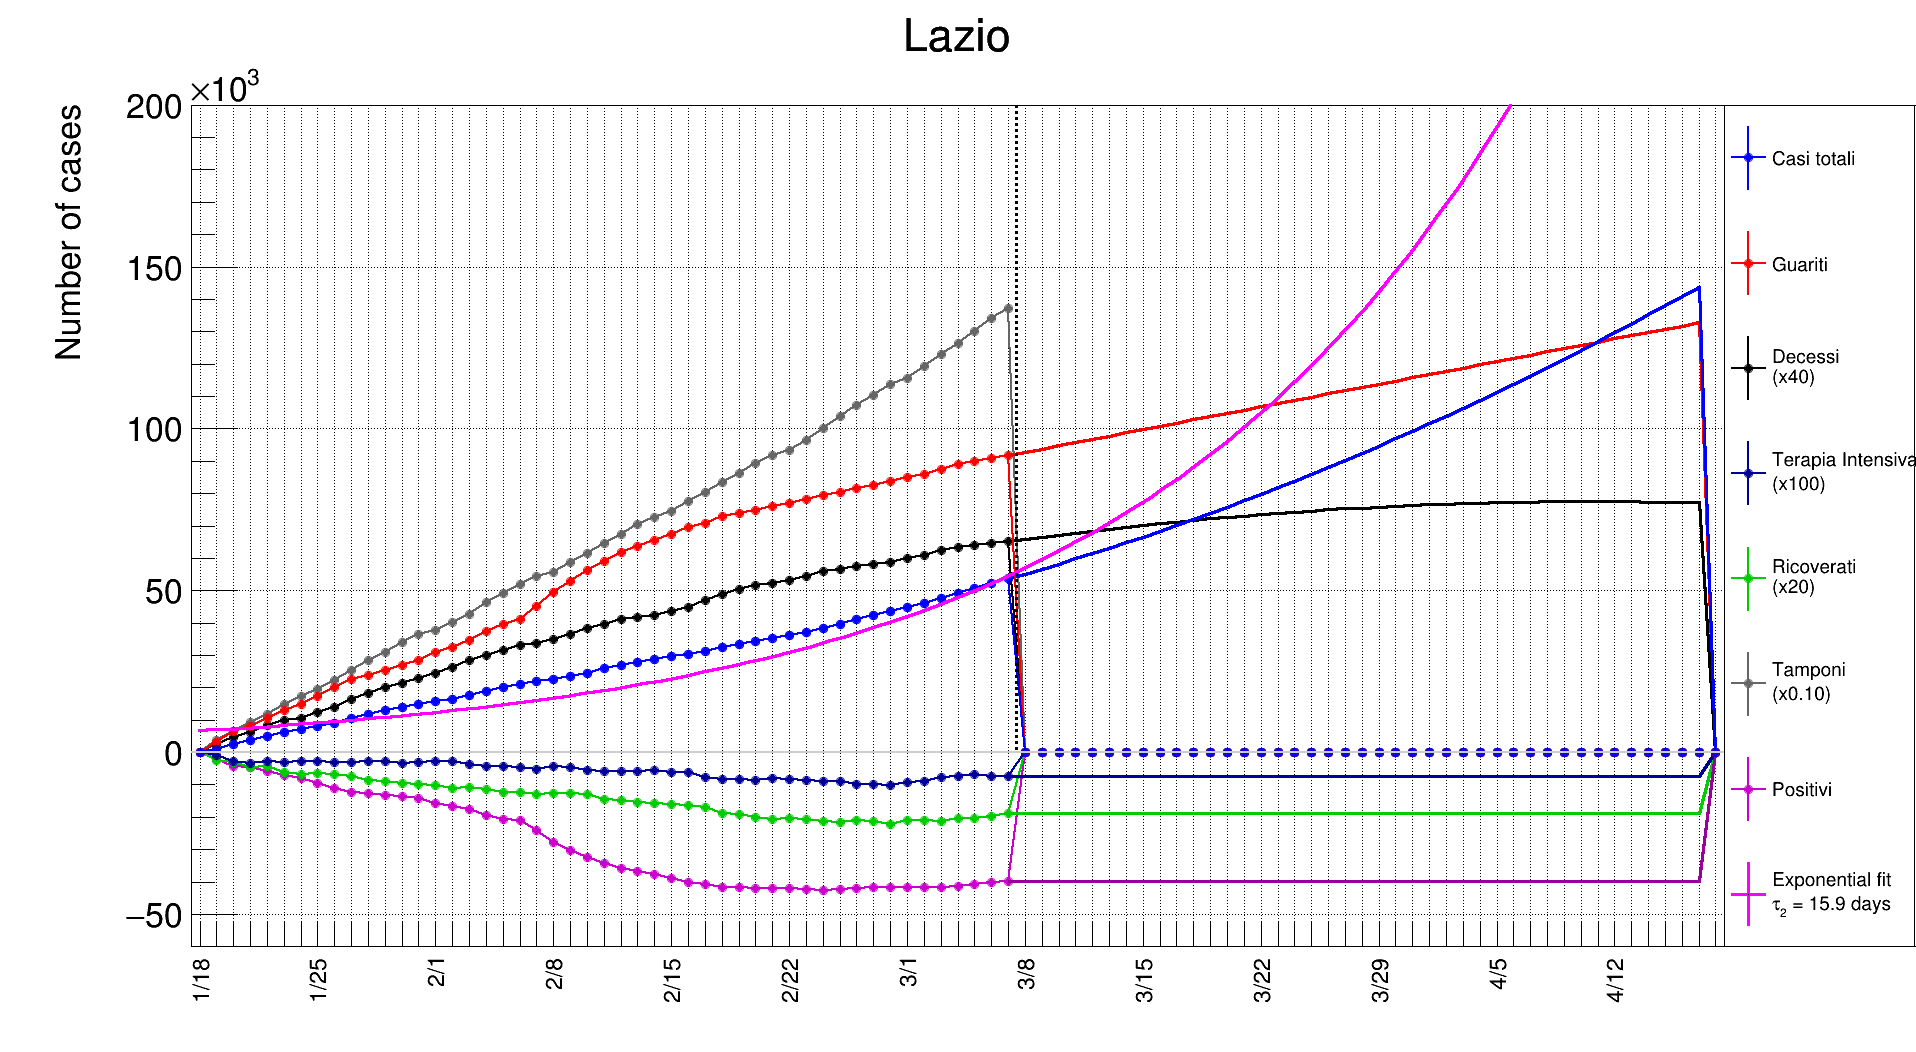 Lazio
×10³
Number of cases
200
150
100
50
0
−50
1/18
1/25
2/1
2/8
2/15
2/22
3/1
3/8
3/15
3/22
3/29
4/5
4/12
Casi totali
Guariti
Decessi
(x40)
Terapia Intensiva
(x100)
Ricoverati
(x20)
Tamponi
(x0.10)
Positivi
Exponential fit
τ₂ = 15.9 days